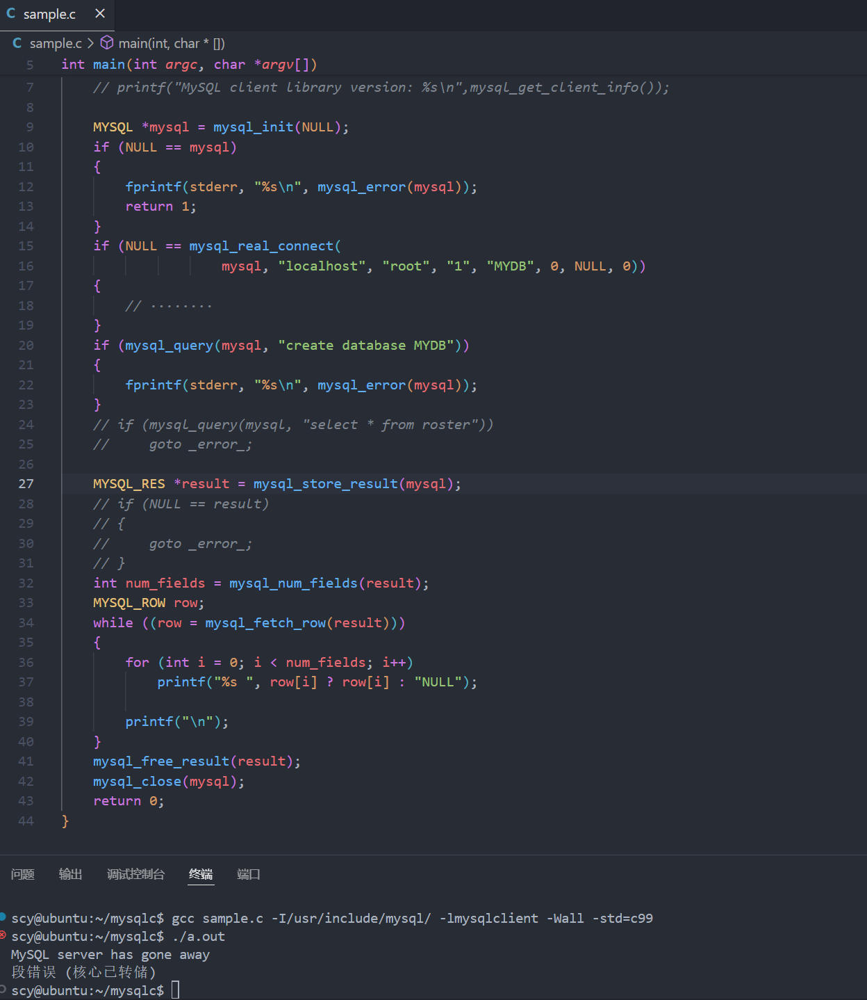 C sample.c ×
C sample.c > main(int, char * [])
5 int main(int argc, char *argv[])
7 // printf("MySQL client library version: %s\n",mysql_get_client_info());
8
9 MYSQL *mysql = mysql_init(NULL);
10 if (NULL == mysql)
11 {
12 fprintf(stderr, "%s\n", mysql_error(mysql));
13 return 1;
14 }
15 if (NULL == mysql_real_connect(
16 mysql, "localhost", "root", "1", "MYDB", 0, NULL, 0))
17 {
18 // ········
19 }
20 if (mysql_query(mysql, "create database MYDB"))
21 {
22 fprintf(stderr, "%s\n", mysql_error(mysql));
23 }
24 // if (mysql_query(mysql, "select * from roster"))
25 // goto _error_;
26
27 MYSQL_RES *result = mysql_store_result(mysql);
28 // if (NULL == result)
29 // {
30 // goto _error_;
31 // }
32 int num_fields = mysql_num_fields(result);
33 MYSQL_ROW row;
34 while ((row = mysql_fetch_row(result)))
35 {
36 for (int i = 0; i < num_fields; i++)
37 printf("%s ", row[i] ? row[i] : "NULL");
38
39 printf("\n");
40 }
41 mysql_free_result(result);
42 mysql_close(mysql);
43 return 0;
44 }
问题 输出 调试控制台 终端 端口
scy@ubuntu:~/mysqlc$ gcc sample.c -I/usr/include/mysql/ -lmysqlclient -Wall -std=c99
scy@ubuntu:~/mysqlc$ ./a.out
MySQL server has gone away
段错误 (核心已转储)
scy@ubuntu:~/mysqlc$